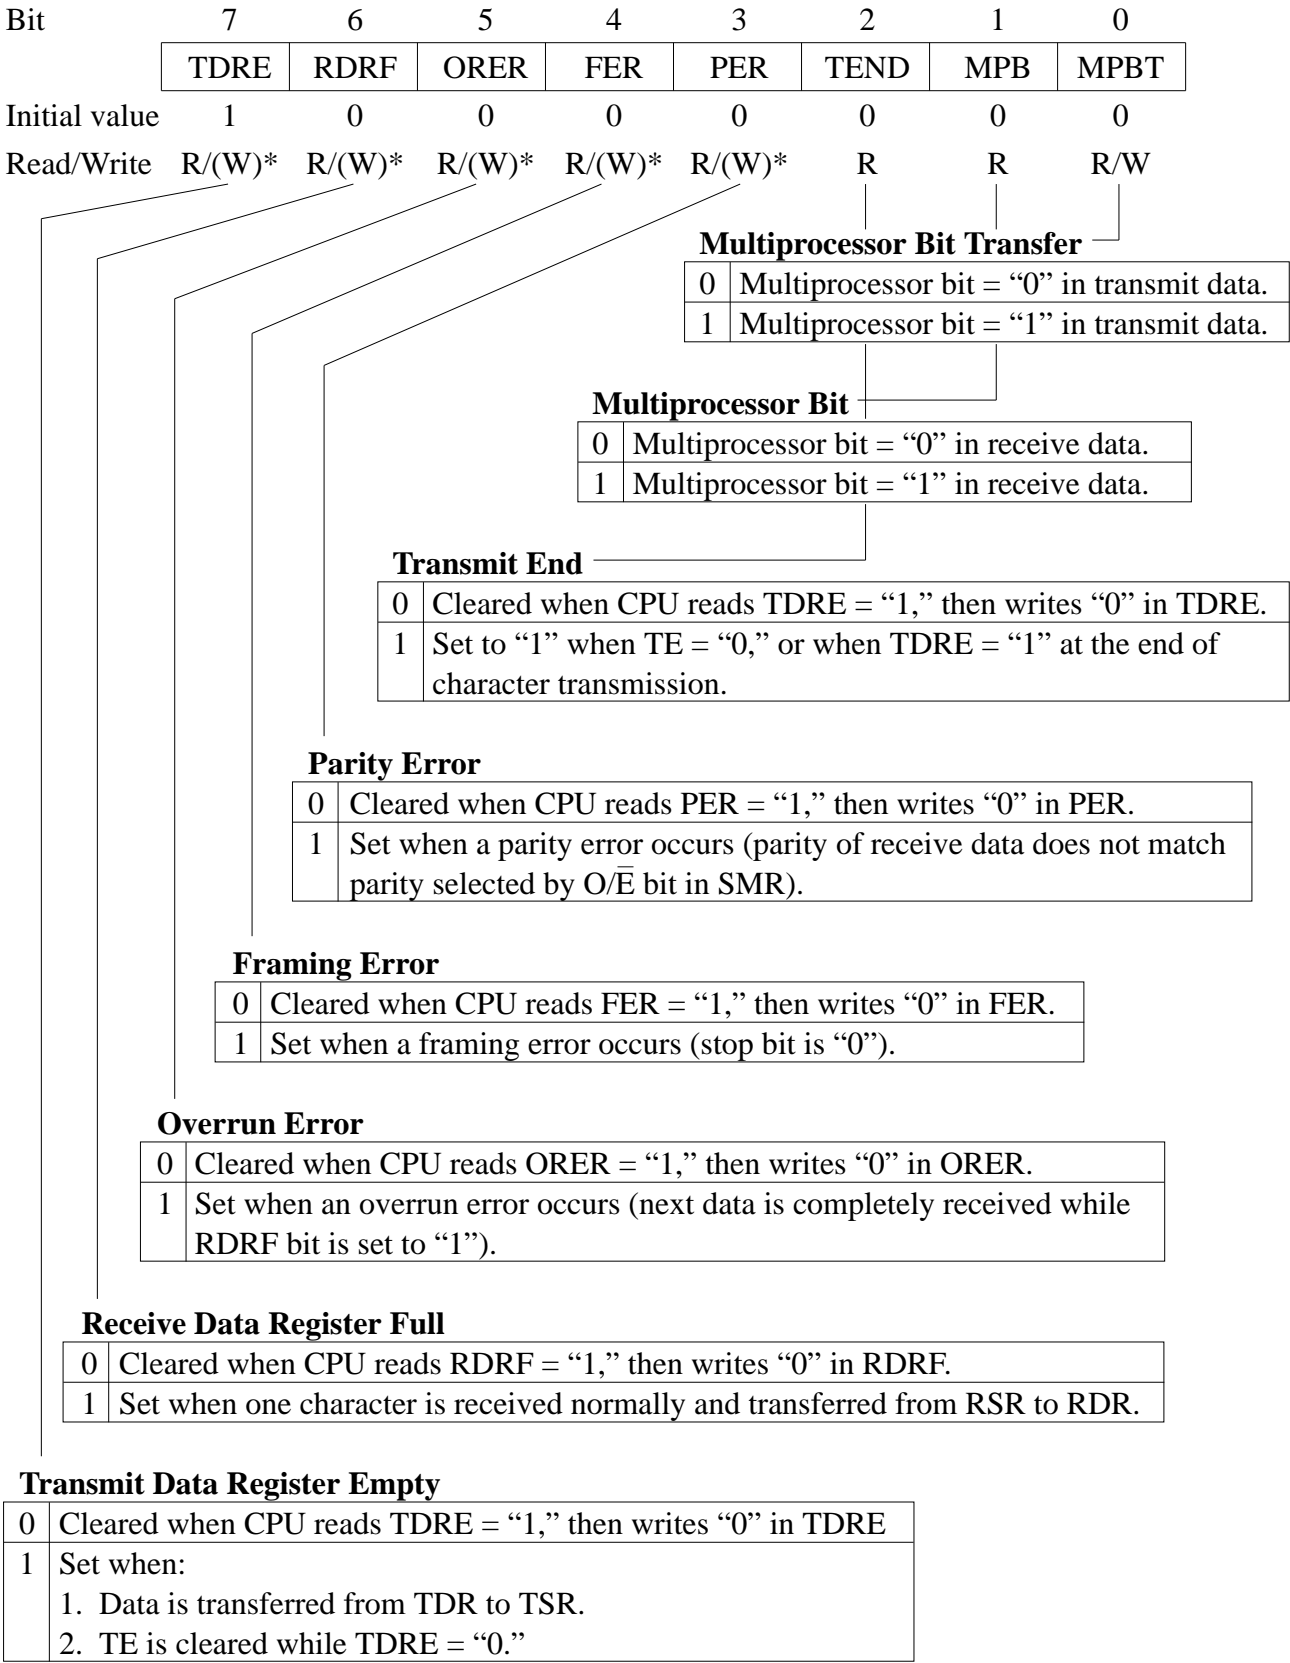 Bit 7 6 5 4 3 2 1 0
TDRE RDRF ORER FER PER TEND MPB MPBT
Initial value 1 0 0 0 0 0 0 0
Read/Write R/(W)* R/(W)* R/(W)* R/(W)* R/(W)* R R R/W
Multiprocessor Bit Transfer
0 Multiprocessor bit = “0” in transmit data.
1 Multiprocessor bit = “1” in transmit data.
Multiprocessor Bit
0 Multiprocessor bit = “0” in receive data.
1 Multiprocessor bit = “1” in receive data.
Transmit End
0 Cleared when CPU reads TDRE = “1,” then writes “0” in TDRE.
1 Set to “1” when TE = “0,” or when TDRE = “1” at the end of
character transmission.
Parity Error
0 Cleared when CPU reads PER = “1,” then writes “0” in PER.
1 Set when a parity error occurs (parity of receive data does not match
parity selected by O/E̅ bit in SMR).
Framing Error
0 Cleared when CPU reads FER = “1,” then writes “0” in FER.
1 Set when a framing error occurs (stop bit is “0”).
Overrun Error
0 Cleared when CPU reads ORER = “1,” then writes “0” in ORER.
1 Set when an overrun error occurs (next data is completely received while
RDRF bit is set to “1”).
Receive Data Register Full
0 Cleared when CPU reads RDRF = “1,” then writes “0” in RDRF.
1 Set when one character is received normally and transferred from RSR to RDR.
Transmit Data Register Empty
0 Cleared when CPU reads TDRE = “1,” then writes “0” in TDRE
1 Set when:
1. Data is transferred from TDR to TSR.
2. TE is cleared while TDRE = “0.”